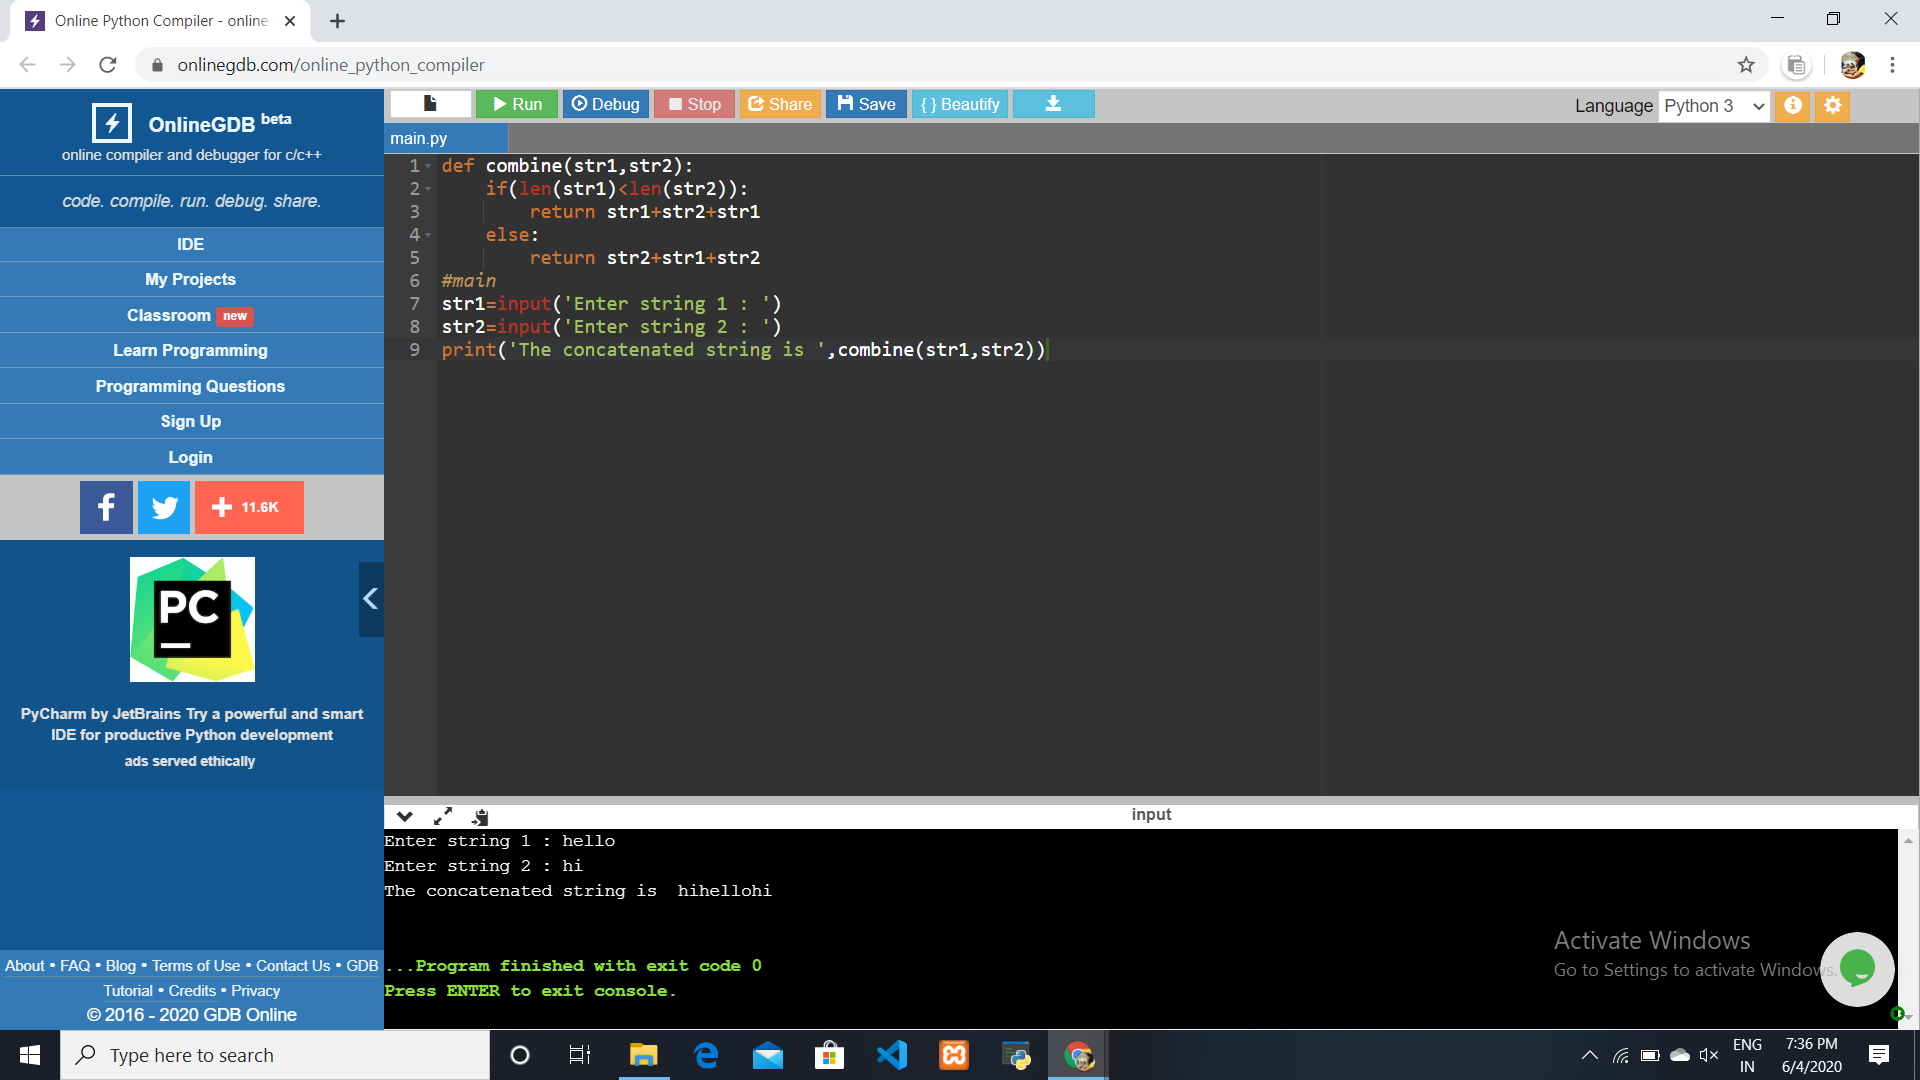 Online Python Compiler - online
onlinegdb.com/online_python_compiler
OnlineGDB beta
online compiler and debugger for c/c++
code. compile. run. debug. share.
IDE
My Projects
Classroom new
Learn Programming
Programming Questions
Sign Up
Login
11.6K
PC
PyCharm by JetBrains Try a powerful and smart
IDE for productive Python development
ads served ethically
About • FAQ • Blog • Terms of Use • Contact Us • GDB
Tutorial • Credits • Privacy
© 2016 - 2020 GDB Online
Run Debug Stop Share Save { } Beautify
Language Python 3
main.py
1 def combine(str1,str2):
2 if(len(str1)<len(str2)):
3 return str1+str2+str1
4 else:
5 return str2+str1+str2
6 #main
7 str1=input('Enter string 1 : ')
8 str2=input('Enter string 2 : ')
9 print('The concatenated string is ',combine(str1,str2))
input
Enter string 1 : hello
Enter string 2 : hi
The concatenated string is  hihellohi
...Program finished with exit code 0
Press ENTER to exit console.
Activate Windows
Go to Settings to activate Windows.
Type here to search
ENG
IN
7:36 PM
6/4/2020